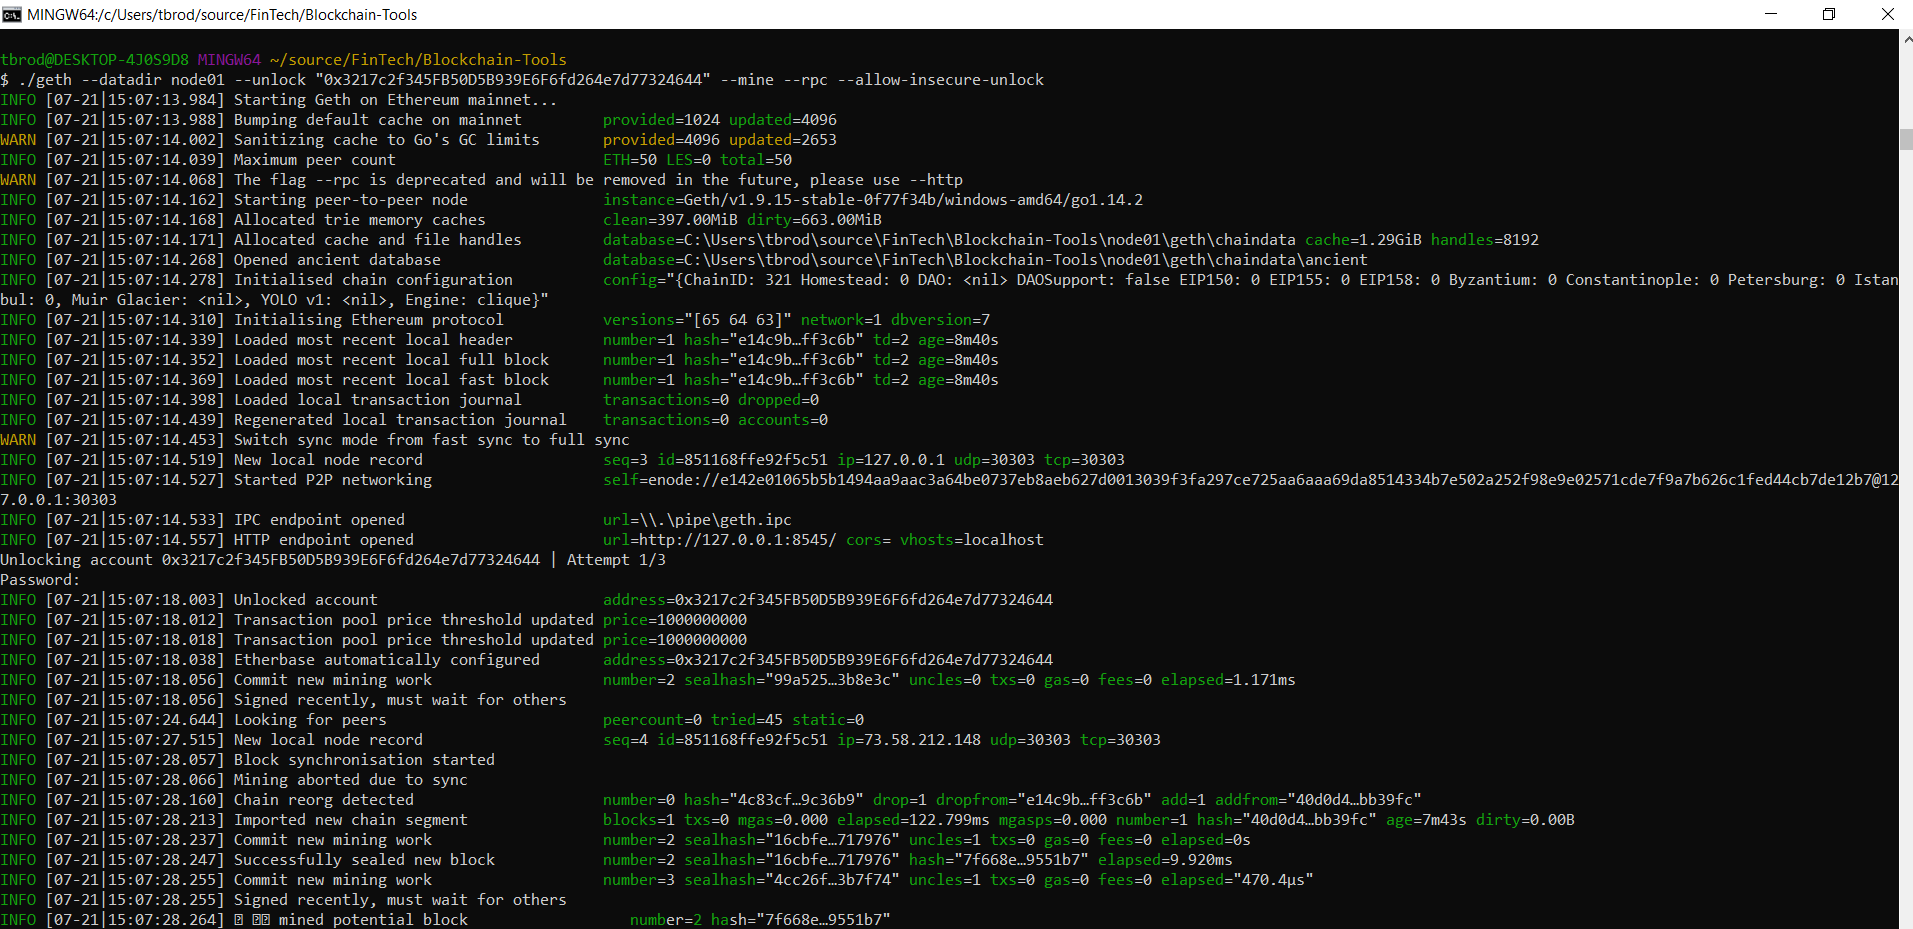 MINGW64:/c/Users/tbrod/source/FinTech/Blockchain-Tools
tbrod@DESKTOP-4J0S9D8 MINGW64 ~/source/FinTech/Blockchain-Tools
$ ./geth --datadir node01 --unlock "0x3217c2f345FB50D5B939E6F6fd264e7d77324644" --mine --rpc --allow-insecure-unlock
INFO [07-21|15:07:13.984] Starting Geth on Ethereum mainnet...
INFO [07-21|15:07:13.988] Bumping default cache on mainnet provided=1024 updated=4096
WARN [07-21|15:07:14.002] Sanitizing cache to Go's GC limits provided=4096 updated=2653
INFO [07-21|15:07:14.039] Maximum peer count ETH=50 LES=0 total=50
WARN [07-21|15:07:14.068] The flag --rpc is deprecated and will be removed in the future, please use --http
INFO [07-21|15:07:14.162] Starting peer-to-peer node instance=Geth/v1.9.15-stable-0f77f34b/windows-amd64/go1.14.2
INFO [07-21|15:07:14.168] Allocated trie memory caches clean=397.00MiB dirty=663.00MiB
INFO [07-21|15:07:14.171] Allocated cache and file handles database=C:\Users\tbrod\source\FinTech\Blockchain-Tools\node01\geth\chaindata cache=1.29GiB handles=8192
INFO [07-21|15:07:14.268] Opened ancient database database=C:\Users\tbrod\source\FinTech\Blockchain-Tools\node01\geth\chaindata\ancient
INFO [07-21|15:07:14.278] Initialised chain configuration config="{ChainID: 321 Homestead: 0 DAO: <nil> DAOSupport: false EIP150: 0 EIP155: 0 EIP158: 0 Byzantium: 0 Constantinople: 0 Petersburg: 0 Istan
bul: 0, Muir Glacier: <nil>, YOLO v1: <nil>, Engine: clique}"
INFO [07-21|15:07:14.310] Initialising Ethereum protocol versions="[65 64 63]" network=1 dbversion=7
INFO [07-21|15:07:14.339] Loaded most recent local header number=1 hash="e14c9b…ff3c6b" td=2 age=8m40s
INFO [07-21|15:07:14.352] Loaded most recent local full block number=1 hash="e14c9b…ff3c6b" td=2 age=8m40s
INFO [07-21|15:07:14.369] Loaded most recent local fast block number=1 hash="e14c9b…ff3c6b" td=2 age=8m40s
INFO [07-21|15:07:14.398] Loaded local transaction journal transactions=0 dropped=0
INFO [07-21|15:07:14.439] Regenerated local transaction journal transactions=0 accounts=0
WARN [07-21|15:07:14.453] Switch sync mode from fast sync to full sync
INFO [07-21|15:07:14.519] New local node record seq=3 id=851168ffe92f5c51 ip=127.0.0.1 udp=30303 tcp=30303
INFO [07-21|15:07:14.527] Started P2P networking self=enode://e142e01065b5b1494aa9aac3a64be0737eb8aeb627d0013039f3fa297ce725aa6aaa69da8514334b7e502a252f98e9e02571cde7f9a7b626c1fed44cb7de12b7@12
7.0.0.1:30303
INFO [07-21|15:07:14.533] IPC endpoint opened url=\\.\pipe\geth.ipc
INFO [07-21|15:07:14.557] HTTP endpoint opened url=http://127.0.0.1:8545/ cors= vhosts=localhost
Unlocking account 0x3217c2f345FB50D5B939E6F6fd264e7d77324644 | Attempt 1/3
Password:
INFO [07-21|15:07:18.003] Unlocked account address=0x3217c2f345FB50D5B939E6F6fd264e7d77324644
INFO [07-21|15:07:18.012] Transaction pool price threshold updated price=1000000000
INFO [07-21|15:07:18.018] Transaction pool price threshold updated price=1000000000
INFO [07-21|15:07:18.038] Etherbase automatically configured address=0x3217c2f345FB50D5B939E6F6fd264e7d77324644
INFO [07-21|15:07:18.056] Commit new mining work number=2 sealhash="99a525…3b8e3c" uncles=0 txs=0 gas=0 fees=0 elapsed=1.171ms
INFO [07-21|15:07:18.056] Signed recently, must wait for others
INFO [07-21|15:07:24.644] Looking for peers peercount=0 tried=45 static=0
INFO [07-21|15:07:27.515] New local node record seq=4 id=851168ffe92f5c51 ip=73.58.212.148 udp=30303 tcp=30303
INFO [07-21|15:07:28.057] Block synchronisation started
INFO [07-21|15:07:28.066] Mining aborted due to sync
INFO [07-21|15:07:28.160] Chain reorg detected number=0 hash="4c83cf…9c36b9" drop=1 dropfrom="e14c9b…ff3c6b" add=1 addfrom="40d0d4…bb39fc"
INFO [07-21|15:07:28.213] Imported new chain segment blocks=1 txs=0 mgas=0.000 elapsed=122.799ms mgasps=0.000 number=1 hash="40d0d4…bb39fc" age=7m43s dirty=0.00B
INFO [07-21|15:07:28.237] Commit new mining work number=2 sealhash="16cbfe…717976" uncles=1 txs=0 gas=0 fees=0 elapsed=0s
INFO [07-21|15:07:28.247] Successfully sealed new block number=2 sealhash="16cbfe…717976" hash="7f668e…9551b7" elapsed=9.920ms
INFO [07-21|15:07:28.255] Commit new mining work number=3 sealhash="4cc26f…3b7f74" uncles=1 txs=0 gas=0 fees=0 elapsed="470.4µs"
INFO [07-21|15:07:28.255] Signed recently, must wait for others
INFO [07-21|15:07:28.264] mined potential block number=2 hash="7f668e…9551b7"